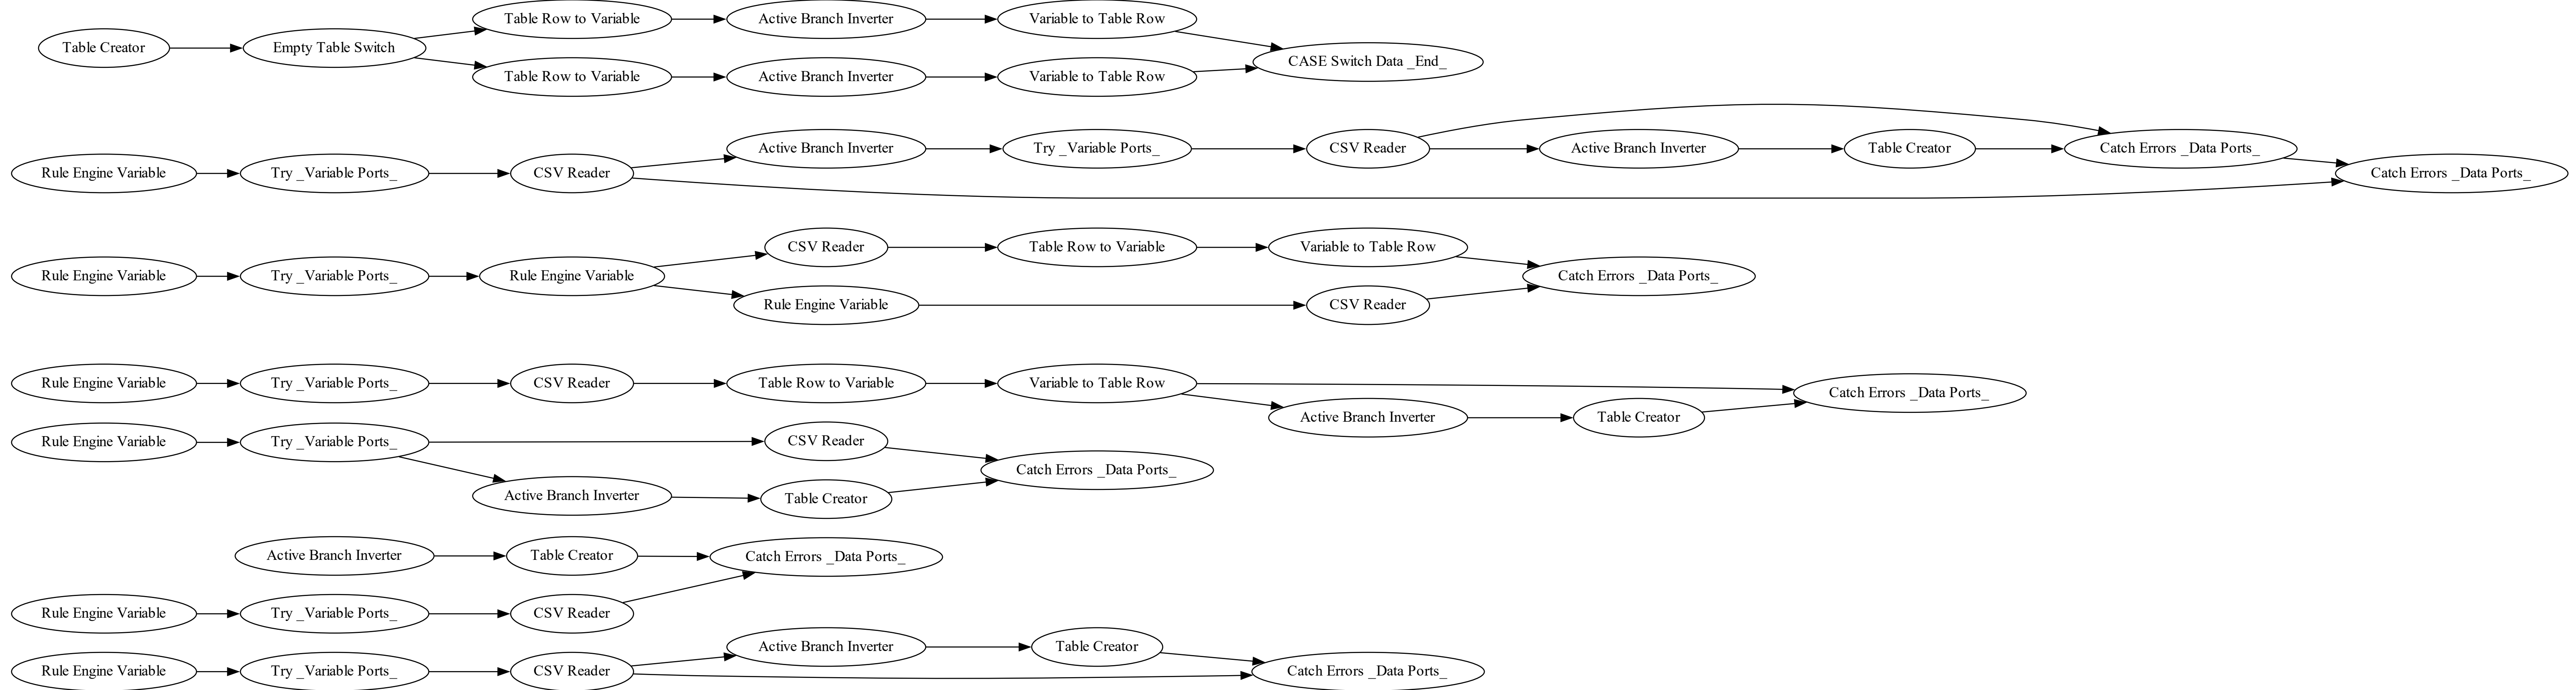 Table Row to Variable
Active Branch Inverter
Variable to Table Row
Table Creator
Empty Table Switch
CASE Switch Data _End_
Table Row to Variable
Active Branch Inverter
Variable to Table Row
Active Branch Inverter
Try _Variable Ports_
CSV Reader
Active Branch Inverter
Table Creator
Catch Errors _Data Ports_
Rule Engine Variable
Try _Variable Ports_
CSV Reader
Catch Errors _Data Ports_
CSV Reader
Table Row to Variable
Variable to Table Row
Rule Engine Variable
Try _Variable Ports_
Rule Engine Variable
Catch Errors _Data Ports_
Rule Engine Variable
CSV Reader
Rule Engine Variable
Try _Variable Ports_
CSV Reader
Table Row to Variable
Variable to Table Row
Catch Errors _Data Ports_
Active Branch Inverter
Table Creator
Rule Engine Variable
Try _Variable Ports_
CSV Reader
Catch Errors _Data Ports_
Active Branch Inverter
Table Creator
Active Branch Inverter
Table Creator
Catch Errors _Data Ports_
Rule Engine Variable
Try _Variable Ports_
CSV Reader
Active Branch Inverter
Table Creator
Rule Engine Variable
Try _Variable Ports_
CSV Reader
Catch Errors _Data Ports_